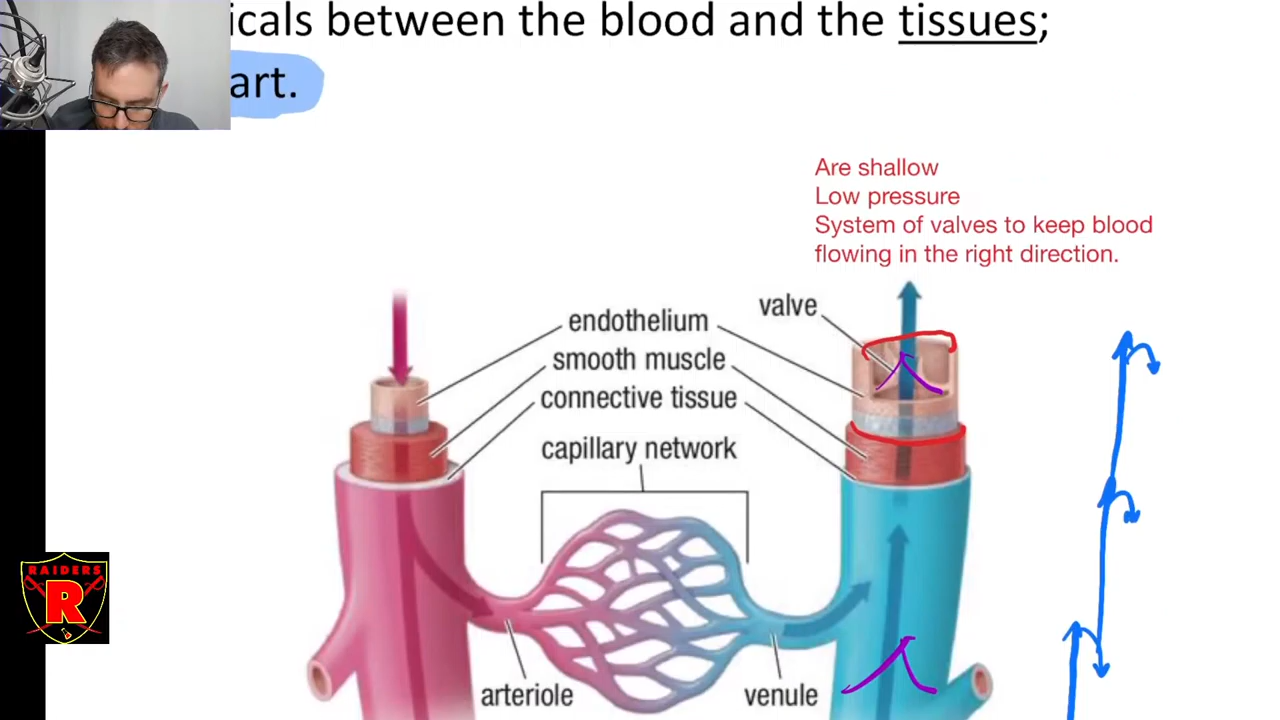 icals between the blood and the tissues;
art.
Are shallow
Low pressure
System of valves to keep blood
flowing in the right direction.
valve
endothelium
smooth muscle
connective tissue
capillary network
RAIDERS
R
arteriole
venule